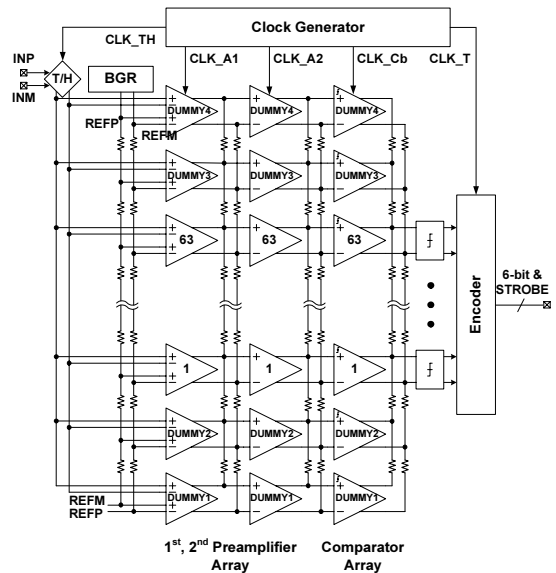 Clock Generator
CLK_TH
CLK_A1
CLK_A2
CLK_Cb
CLK_T
INP
INM
T/H
BGR
REFP
REFM
DUMMY4
DUMMY4
DUMMY4
DUMMY3
DUMMY3
DUMMY3
63
63
63
Encoder
6-bit &
STROBE
1
1
1
DUMMY2
DUMMY2
DUMMY2
REFM
REFP
DUMMY1
DUMMY1
DUMMY1
1st, 2nd Preamplifier
Array
Comparator
Array